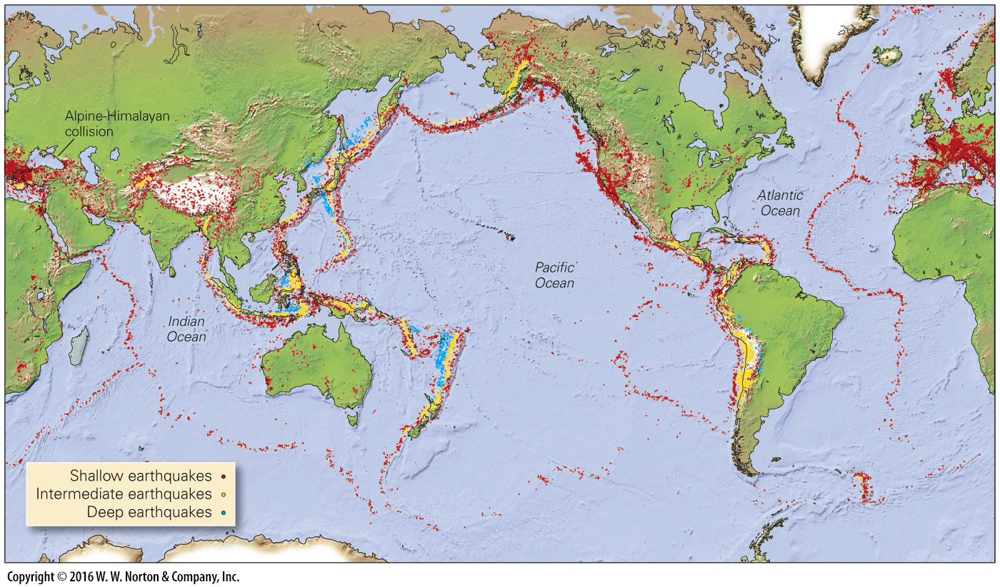 Alpine-Himalayan
collision
Atlantic
Ocean
Pacific
Ocean
Indian
Ocean
Shallow earthquakes
Intermediate earthquakes
Deep earthquakes
Copyright © 2016 W. W. Norton & Company, Inc.